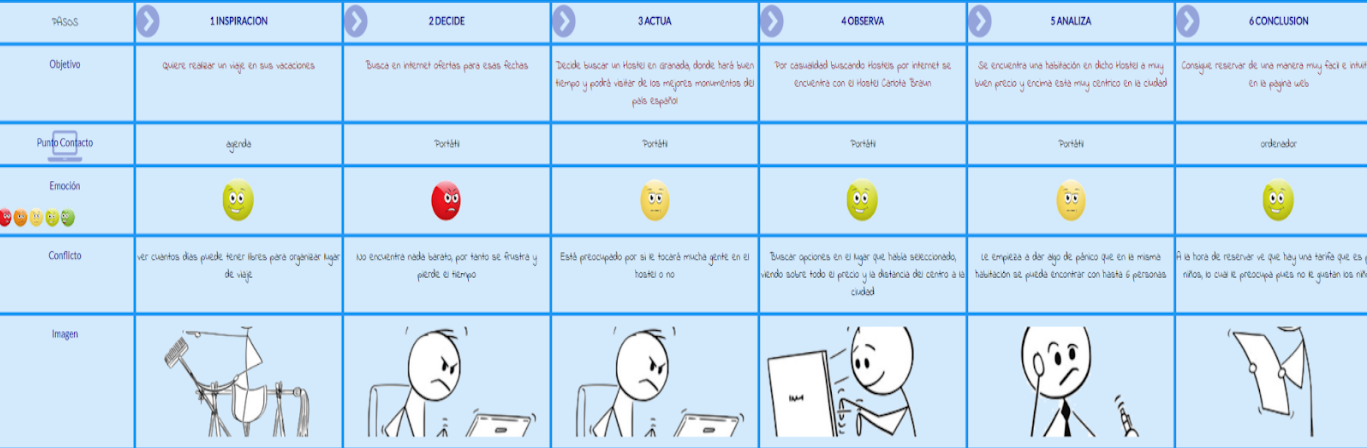 PASOS
1 INSPIRACION
2 DECIDE
3 ACTUA
4 OBSERVA
5 ANALIZA
6 CONCLUSION
Objetivo
Quiere realizar un viaje en sus vacaciones
Busca en internet ofertas para esas fechas
Decide buscar un Hostel en Granada, donde hará buen
tiempo y podrá visitar de los mejores monumentos del
país español
Por casualidad buscando Hostels por internet se
encuentra con el Hostel Carlota Braun
Se encuentra una habitación en dicho Hostel a muy
buen precio y encima está muy centrico en la ciudad
Consigue reservar de una manera muy facil e intuit
en la página web
Punto Contacto
agenda
Portátil
Portátil
Portátil
Portátil
ordenador
Emoción
Conflicto
ver cuantos días puede tener libres para organizar lugar
de viaje
No encuentra nada barato, por tanto se frustra y
pierde el tiempo
Está preocupado por si le tocará mucha gente en el
hostel o no
Buscar opciones en el lugar que había seleccionado,
viendo sobre todo el precio y la distancia del centro a la
ciudad
Le empieza a dar algo de pánico que en la misma
habitación se pueda encontrar con hasta 6 personas
A la hora de reservar ve que hay una tarifa que es p
niños, lo cual le preocupa pues no le gustan los niñ
Imagen